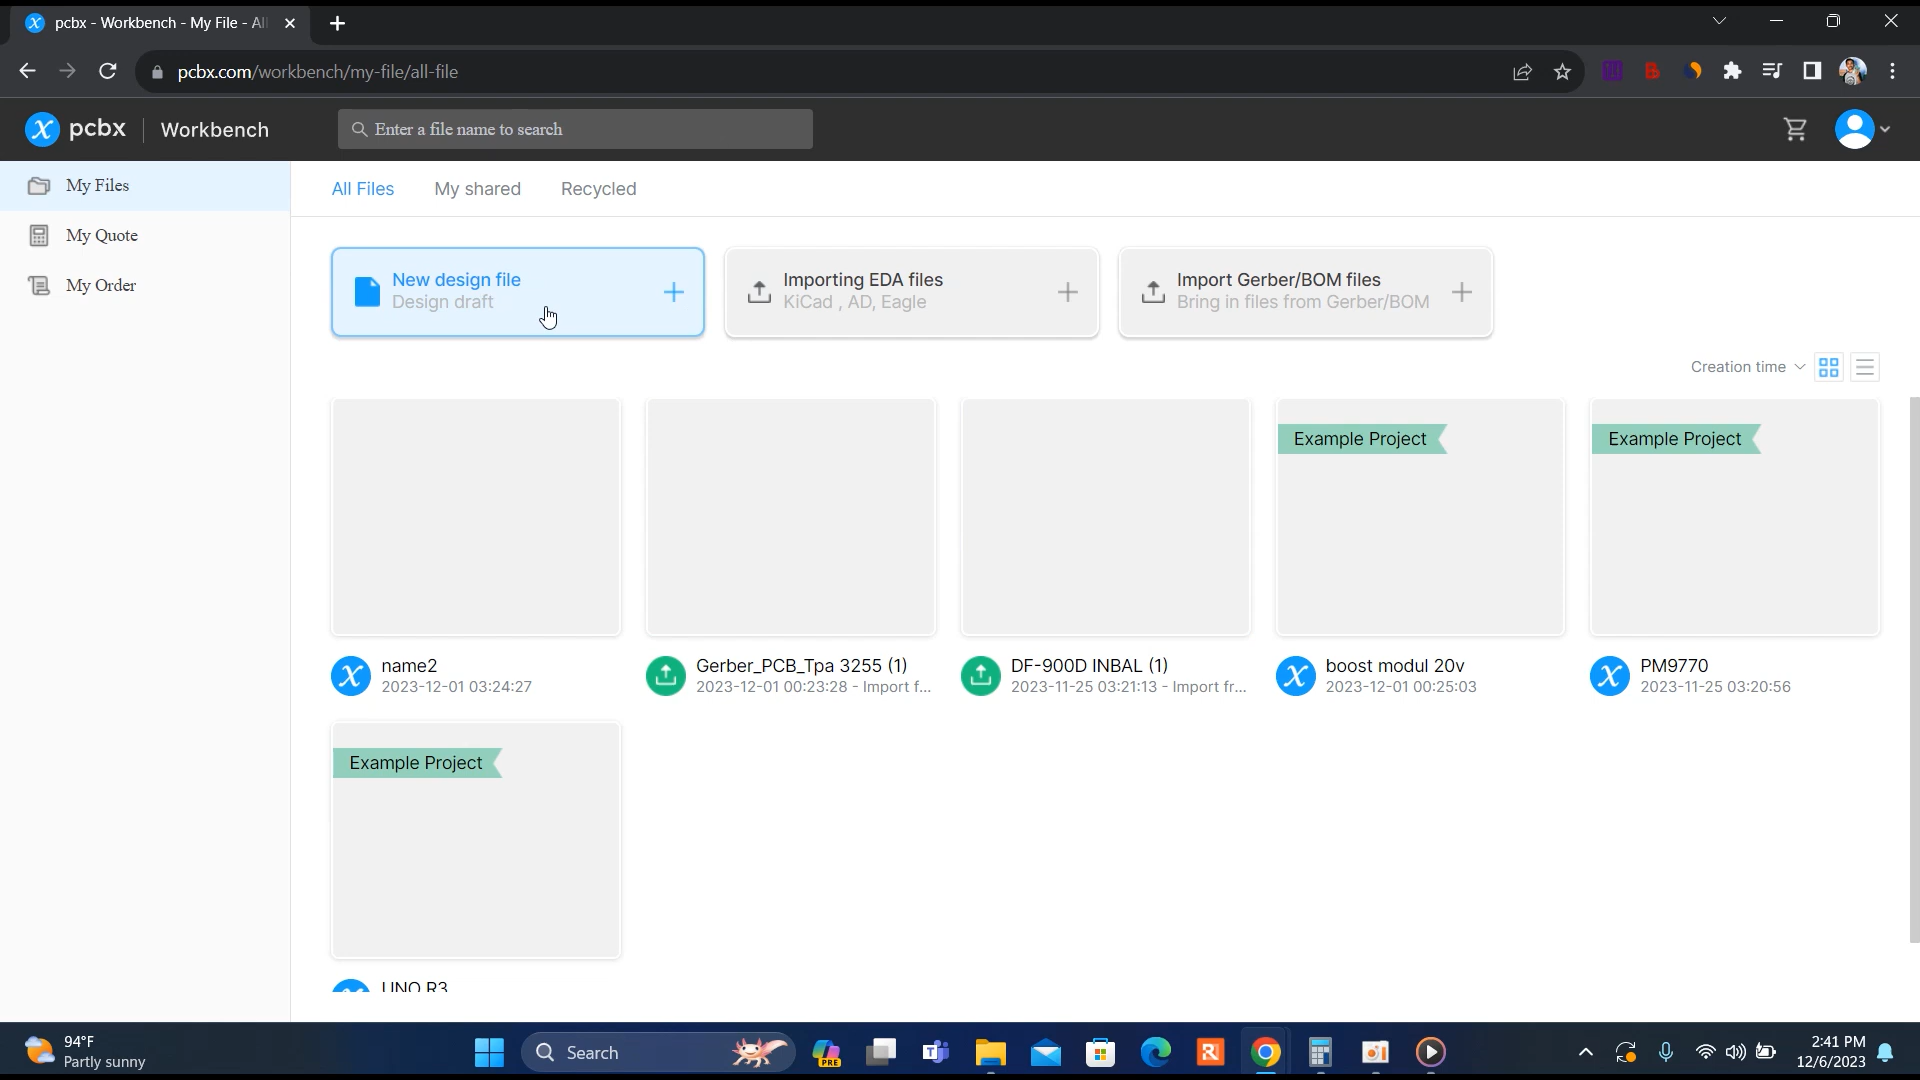 pcbx - Workbench - My File - All
pcbx.com/workbench/my-file/all-file
pcbx
Workbench
Enter a file name to search
My Files
My Quote
My Order
All Files
My shared
Recycled
New design file
Design draft
Importing EDA files
KiCad , AD, Eagle
Import Gerber/BOM files
Bring in files from Gerber/BOM
Creation time
Example Project
Example Project
name2
2023-12-01 03:24:27
Gerber_PCB_Tpa 3255 (1)
2023-12-01 00:23:28 - Import f...
DF-900D INBAL (1)
2023-11-25 03:21:13 - Import fr...
boost modul 20v
2023-12-01 00:25:03
PM9770
2023-11-25 03:20:56
Example Project
UNO R3
94°F
Partly sunny
Search
PRE
2:41 PM
12/6/2023